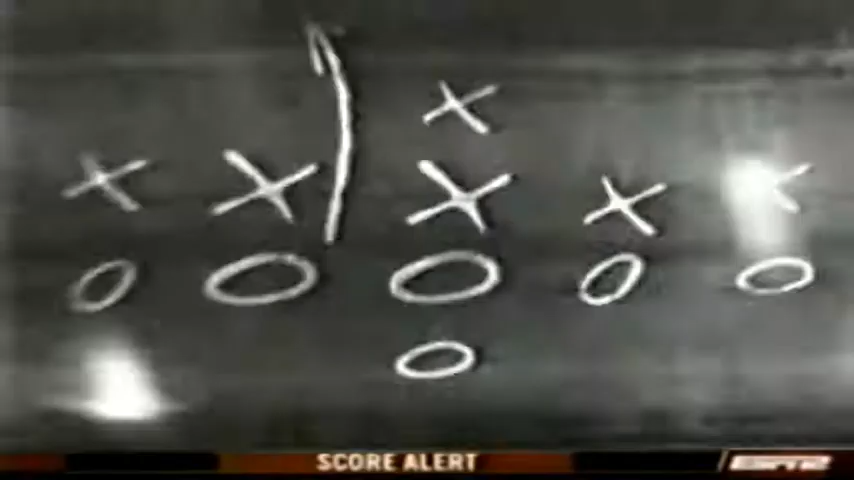 X
X X X X X
O O O O O
O
SCORE ALERT
ESPN2